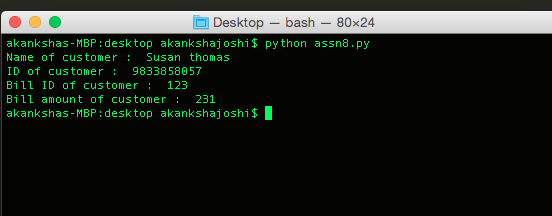 Desktop — bash — 80×24
akankshas-MBP:desktop akankshajoshi$ python assn8.py
Name of customer :  Susan thomas
ID of customer :  9833858057
Bill ID of customer :  123
Bill amount of customer :  231
akankshas-MBP:desktop akankshajoshi$